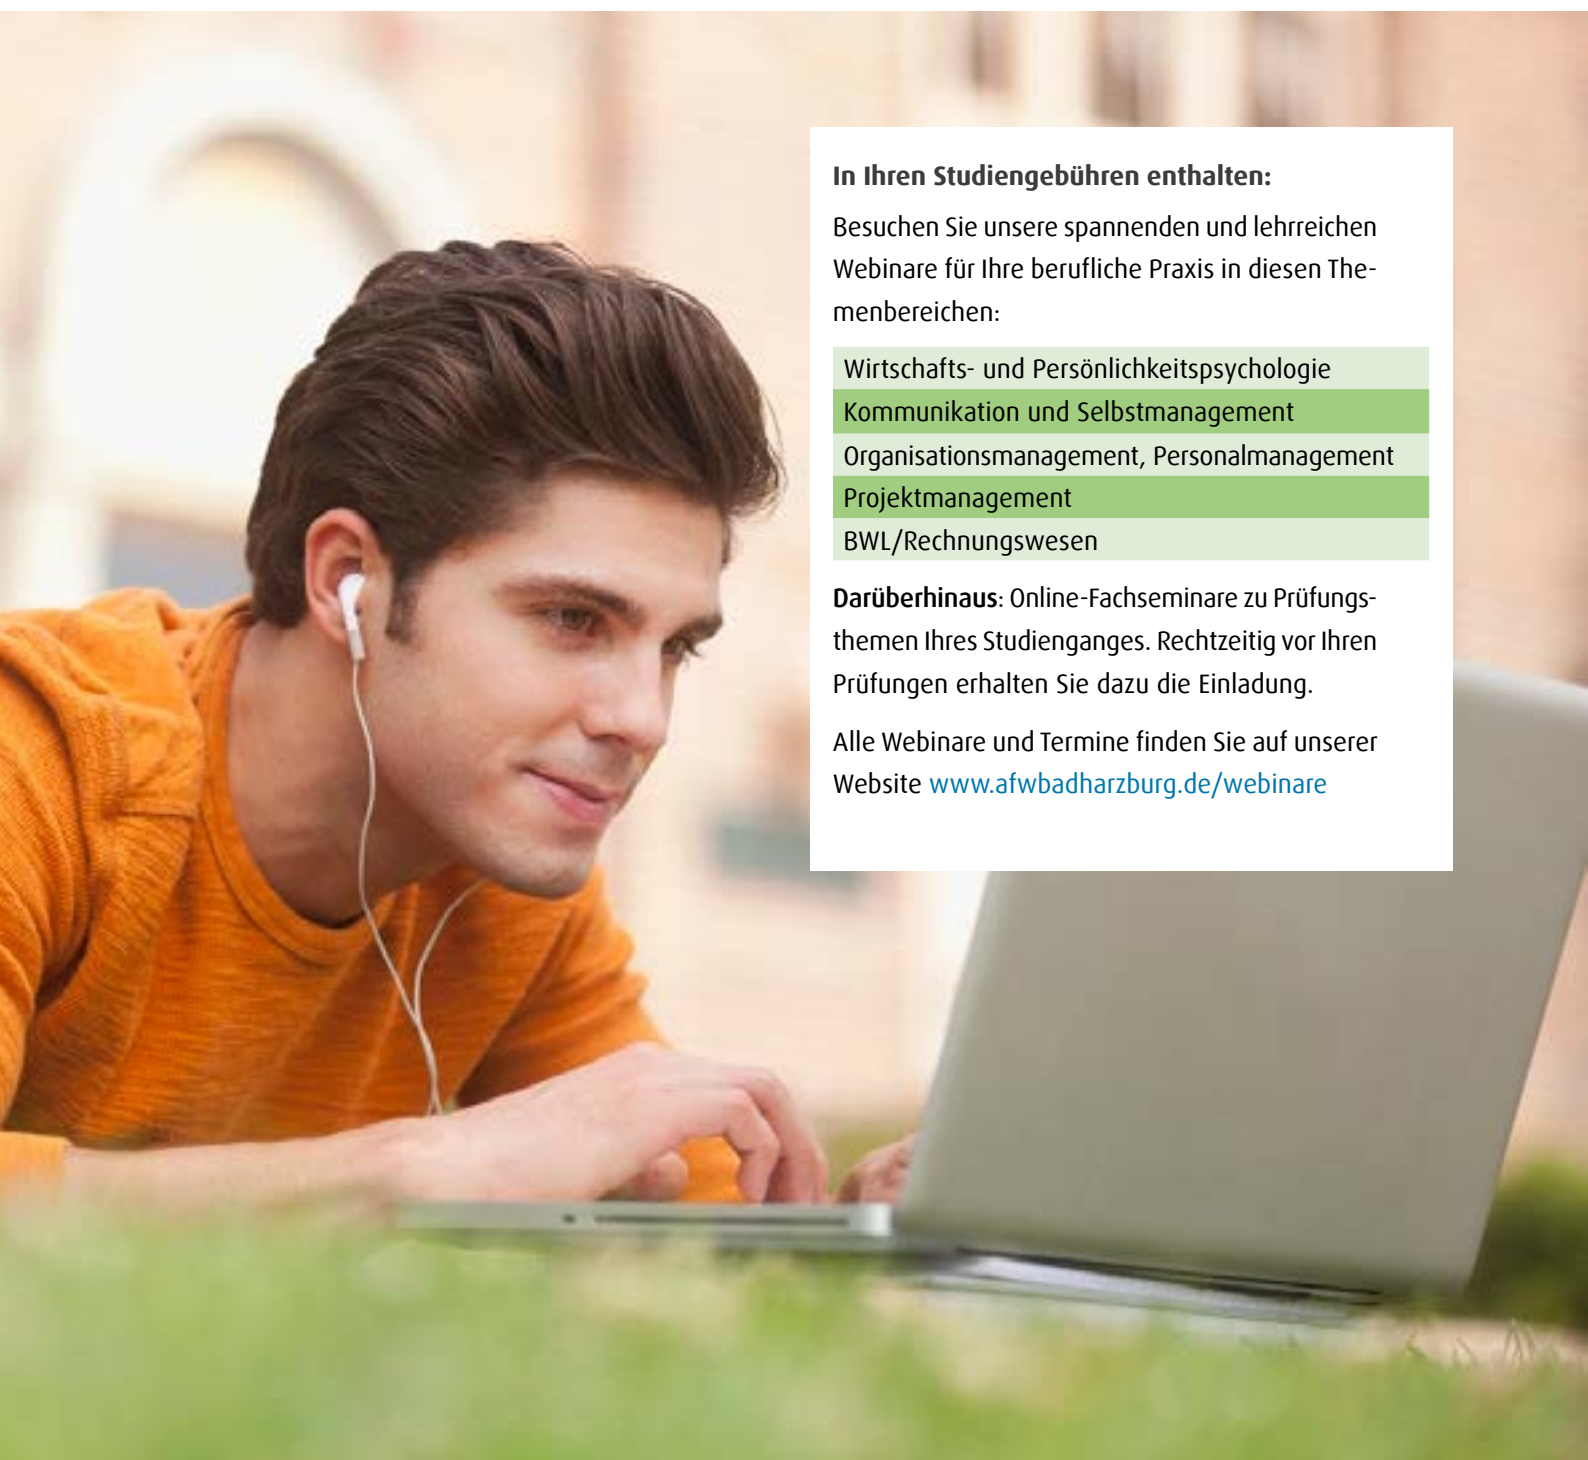 In Ihren Studiengebühren enthalten:
Besuchen Sie unsere spannenden und lehrreichen
Webinare für Ihre berufliche Praxis in diesen The-
menbereichen:
Wirtschafts- und Persönlichkeitspsychologie
Kommunikation und Selbstmanagement
Organisationsmanagement, Personalmanagement
Projektmanagement
BWL/Rechnungswesen
Darüberhinaus: Online-Fachseminare zu Prüfungs-
themen Ihres Studienganges. Rechtzeitig vor Ihren
Prüfungen erhalten Sie dazu die Einladung.
Alle Webinare und Termine finden Sie auf unserer
Website www.afwbadharzburg.de/webinare